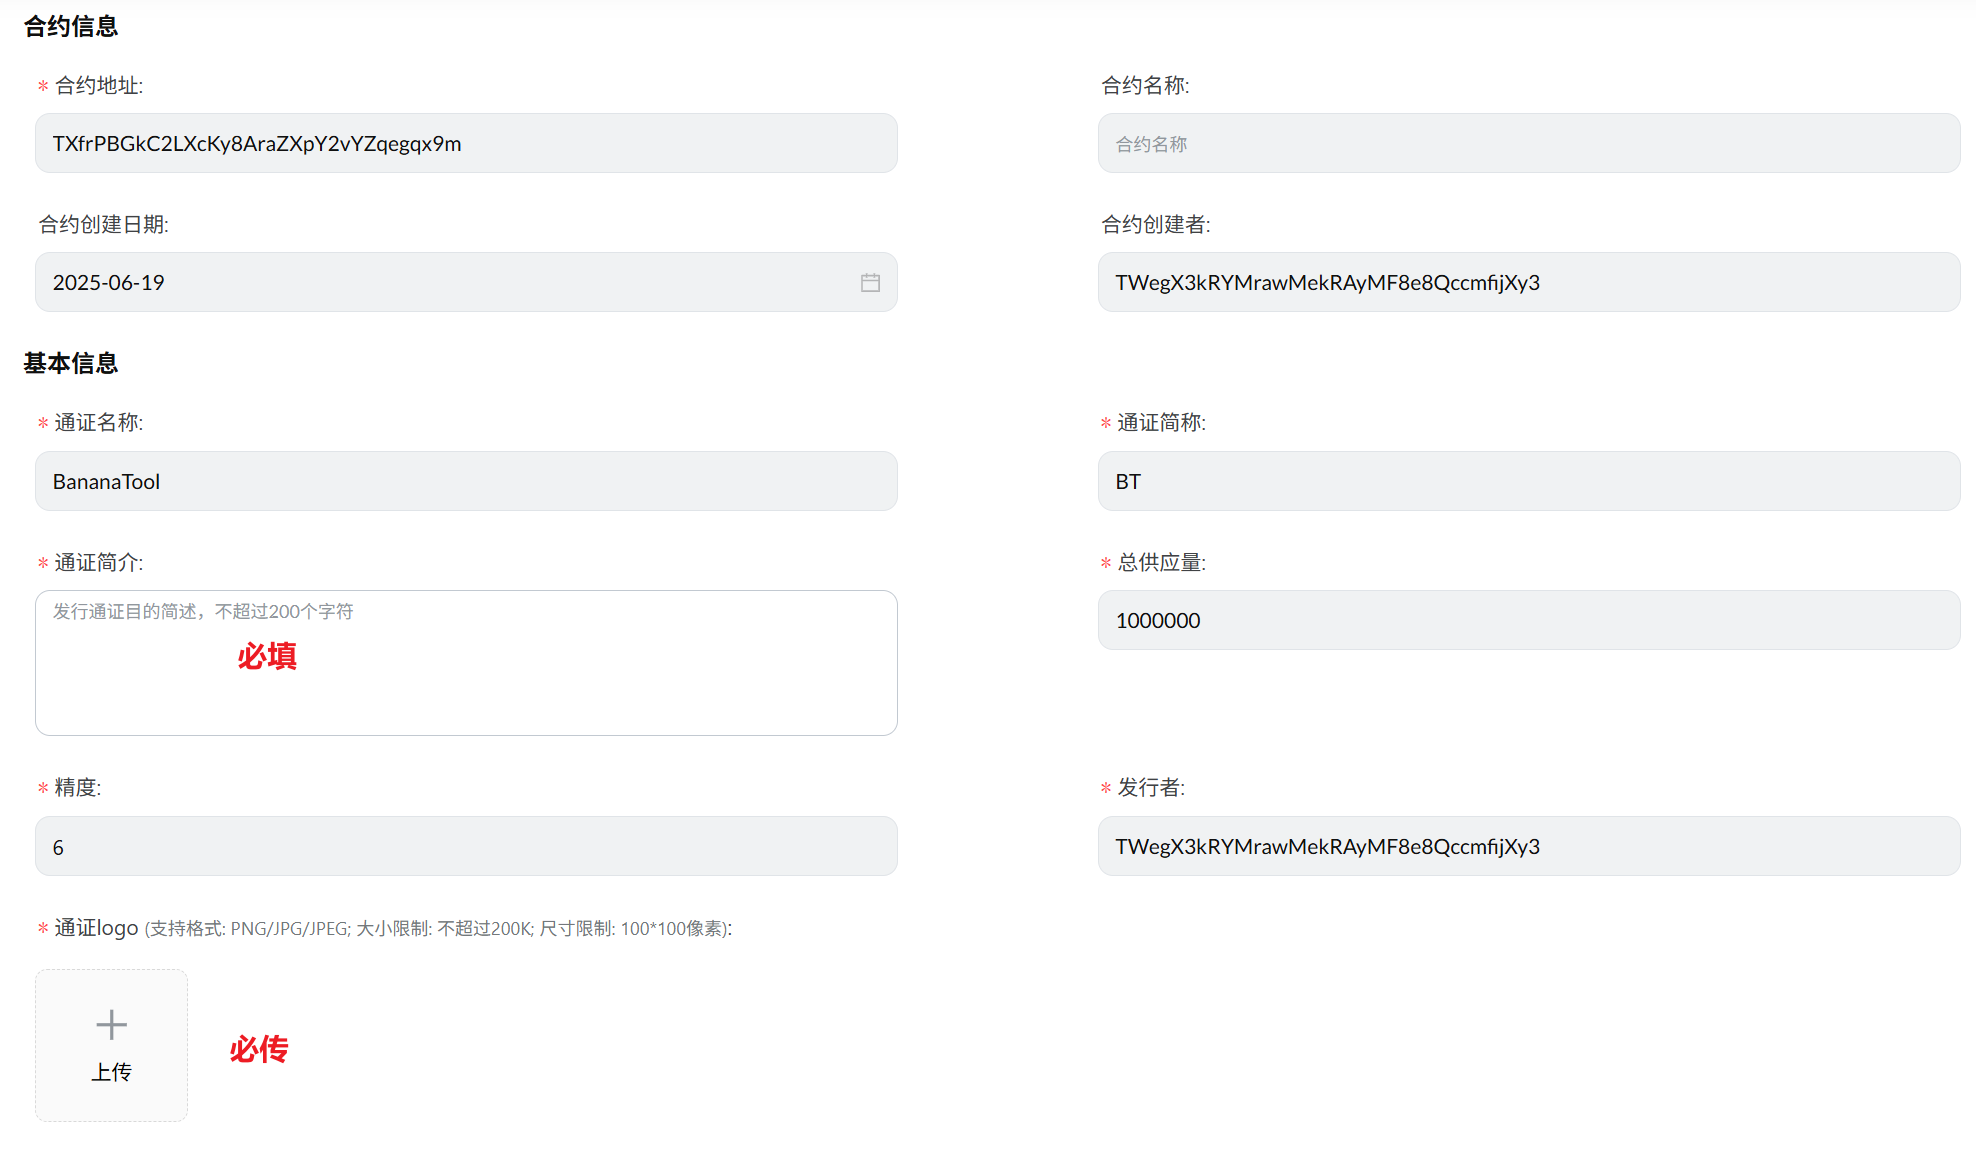 合约信息
* 合约地址:
合约名称:
TXfrPBGkC2LXcKy8AraZXpY2vYZqegqx9m
合约名称
合约创建日期:
合约创建者:
2025-06-19
TWegX3kRYMrawMekRAyMF8e8QccmfijXy3
基本信息
* 通证名称:
* 通证简称:
BananaTool
BT
* 通证简介:
* 总供应量:
发行通证目的简述，不超过200个字符
必填
1000000
* 精度:
* 发行者:
6
TWegX3kRYMrawMekRAyMF8e8QccmfijXy3
* 通证logo (支持格式: PNG/JPG/JPEG; 大小限制: 不超过200K; 尺寸限制: 100*100像素):
上传
必传